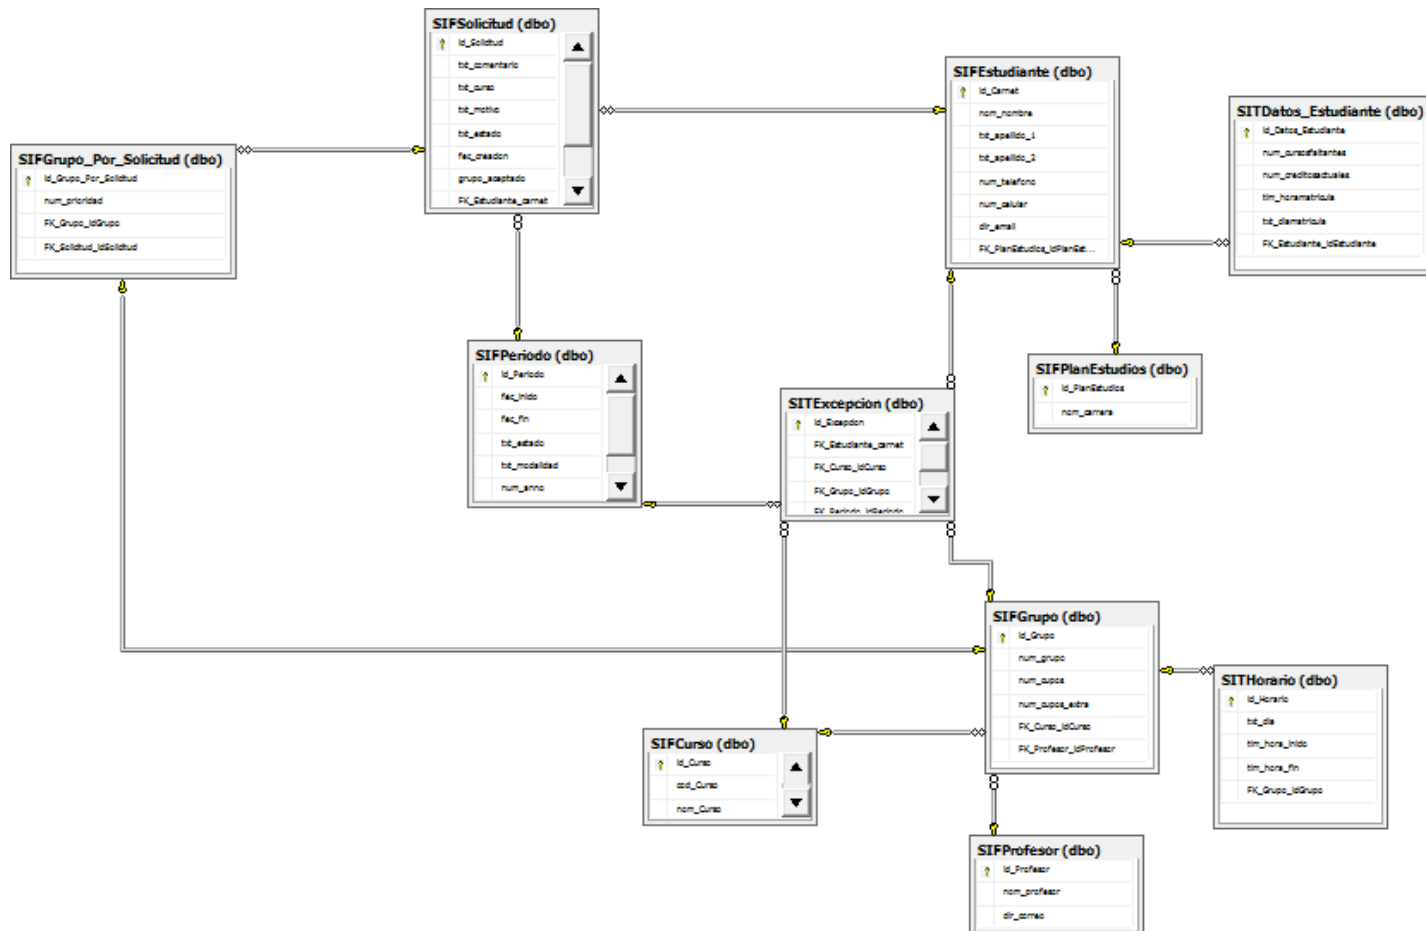 SIFSolicitud (dbo)
Id_Solicitud
txt_comentario
txt_curso
txt_motivo
txt_estado
fec_creacion
grupo_aceptado
FK_Estudiante_carnet
SIFEstudiante (dbo)
Id_Carnet
nom_nombre
txt_apellido_1
txt_apellido_2
num_telefono
num_celular
dir_email
FK_PlanEstudios_idPlanEst...
SITDatos_Estudiante (dbo)
Id_Datos_Estudiante
num_cursosfaltantes
num_creditosactuales
tim_horamatricula
txt_diamatricula
FK_Estudiante_idEstudiante
SIFGrupo_Por_Solicitud (dbo)
Id_Grupo_Por_Solicitud
num_prioridad
FK_Grupo_idGrupo
FK_Solicitud_idSolicitud
SIFPeriodo (dbo)
Id_Periodo
fec_inicio
fec_fin
txt_estado
txt_modalidad
num_anno
SIFPlanEstudios (dbo)
id_PlanEstudios
nom_carrera
SITExcepcion (dbo)
Id_Excepcion
FK_Estudiante_carnet
FK_Curso_idCurso
FK_Grupo_idGrupo
FK_Periodo_idPeriodo
SIFGrupo (dbo)
Id_Grupo
num_grupo
num_cupos
num_cupos_extra
FK_Curso_idCurso
FK_Profesor_idProfesor
SITHorario (dbo)
Id_Horario
txt_dia
tim_hora_inicio
tim_hora_fin
FK_Grupo_idGrupo
SIFCurso (dbo)
Id_Curso
cod_Curso
nom_Curso
SIFProfesor (dbo)
Id_Profesor
nom_profesor
dir_correo